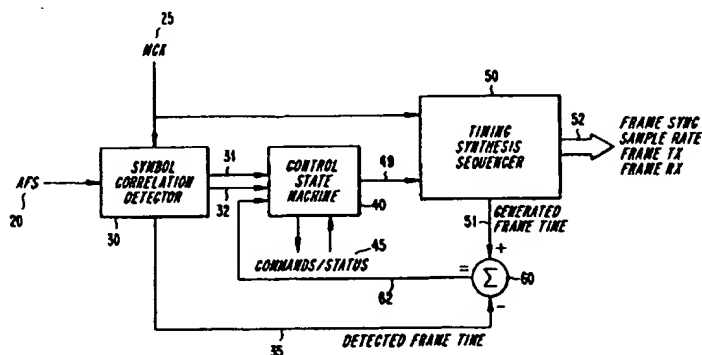 25
MCK
50
TIMING
SYNTHESIS
SEQUENCER
52
FRAME SYNC
SAMPLE RATE
FRAME TX
FRAME RX
AFS
20
SYMBOL
CORRELATION
DETECTOR
30
31
32
CONTROL
STATE
MACHINE
40
49
45
COMMANDS/STATUS
51
GENERATED
FRAME TIME
+
=
Σ
60
-
62
35
DETECTED FRAME TIME